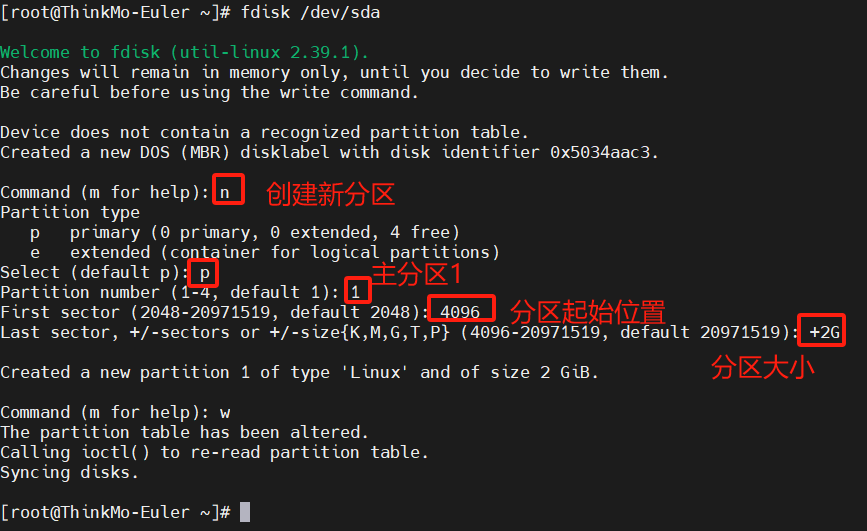 [root@ThinkMo-Euler ~]# fdisk /dev/sda
Welcome to fdisk (util-linux 2.39.1).
Changes will remain in memory only, until you decide to write them.
Be careful before using the write command.
Device does not contain a recognized partition table.
Created a new DOS (MBR) disklabel with disk identifier 0x5034aac3.
Command (m for help): n 创建新分区
Partition type
p primary (0 primary, 0 extended, 4 free)
e extended (container for logical partitions)
Select (default p): p
主分区1
Partition number (1-4, default 1): 1
First sector (2048-20971519, default 2048): 4096 分区起始位置
Last sector, +/-sectors or +/-size{K,M,G,T,P} (4096-20971519, default 20971519): +2G
分区大小
Created a new partition 1 of type 'Linux' and of size 2 GiB.
Command (m for help): w
The partition table has been altered.
Calling ioctl() to re-read partition table.
Syncing disks.
[root@ThinkMo-Euler ~]#